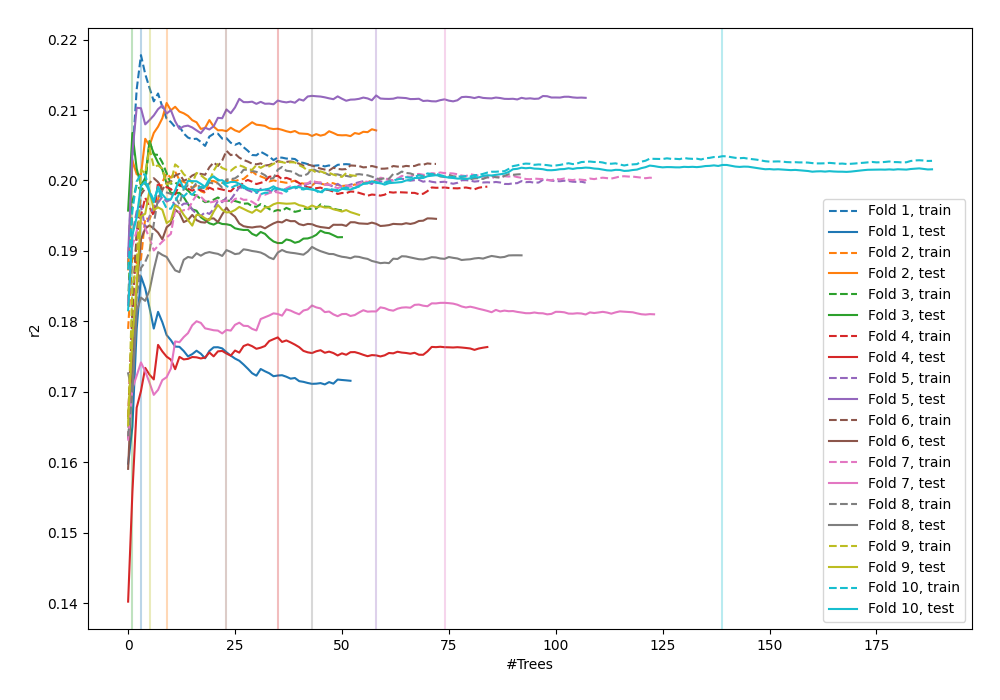 0.22
0.21
0.20
0.19
0.18
0.17
0.16
0.15
0.14
r2
0
25
50
75
100
125
150
175
#Trees
Fold 1, train
Fold 1, test
Fold 2, train
Fold 2, test
Fold 3, train
Fold 3, test
Fold 4, train
Fold 4, test
Fold 5, train
Fold 5, test
Fold 6, train
Fold 6, test
Fold 7, train
Fold 7, test
Fold 8, train
Fold 8, test
Fold 9, train
Fold 9, test
Fold 10, train
Fold 10, test